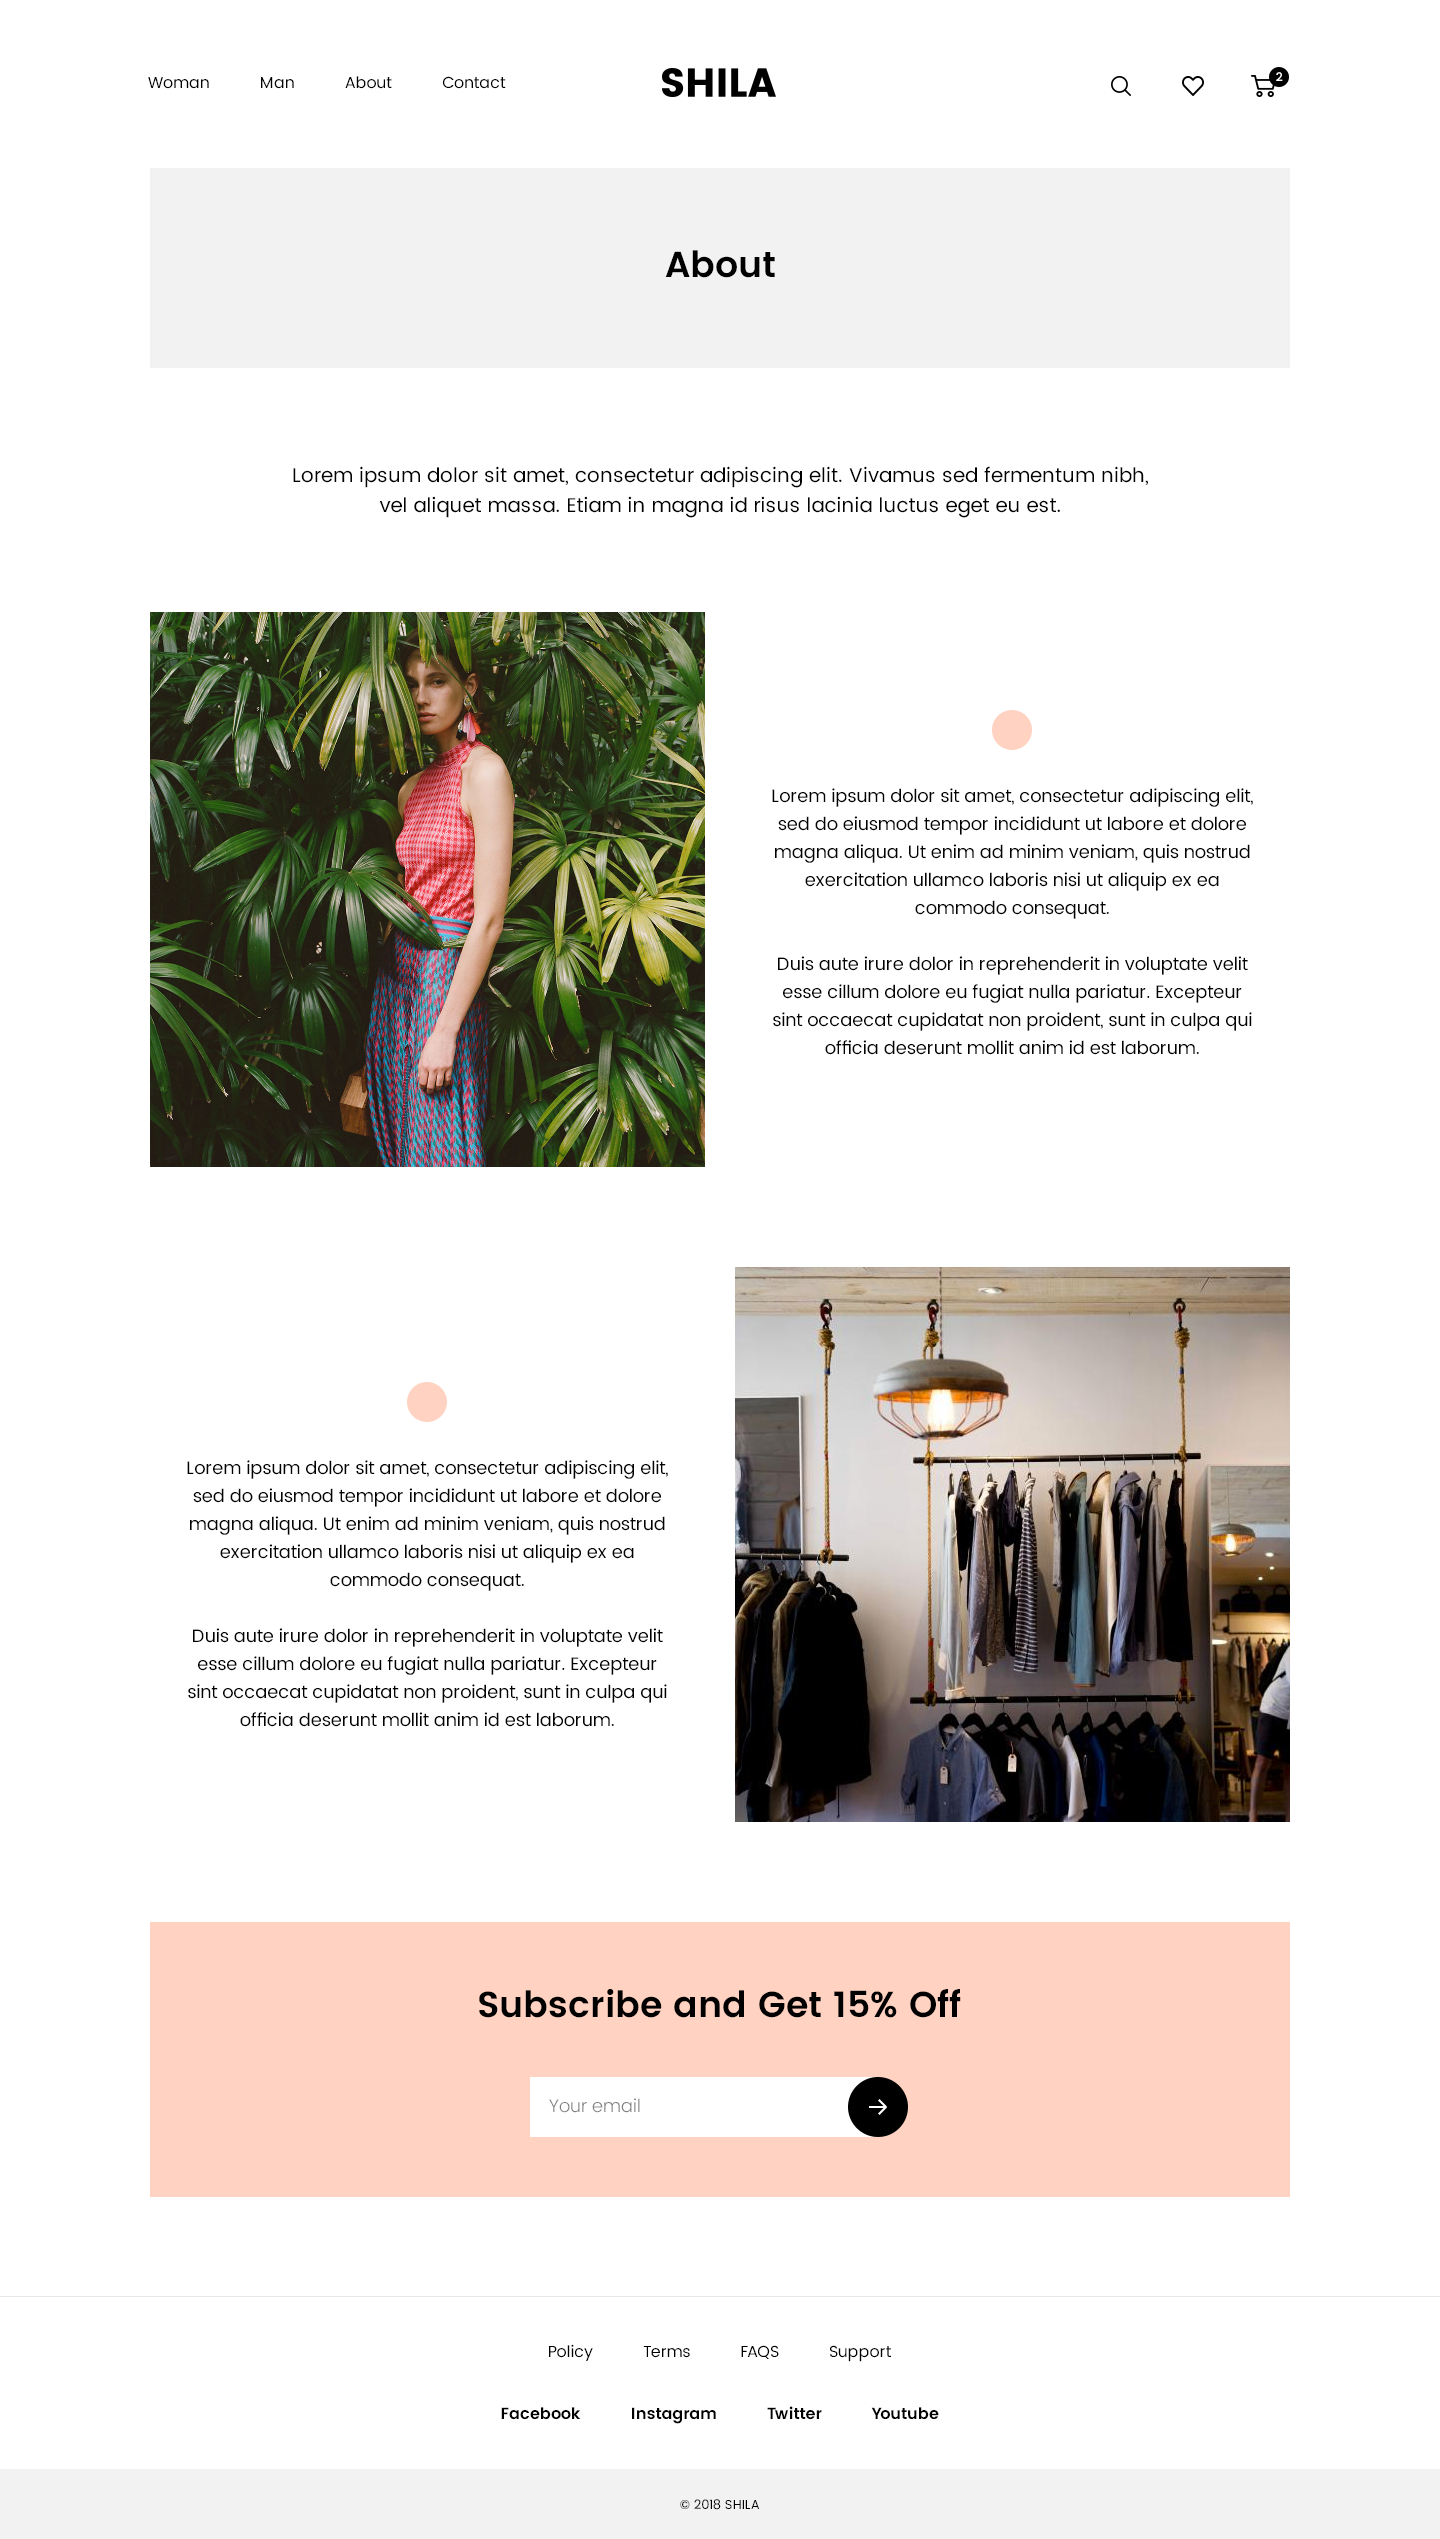 Woman Man About Contact SHILA 2
About
Lorem ipsum dolor sit amet, consectetur adipiscing elit. Vivamus sed fermentum nibh,
vel aliquet massa. Etiam in magna id risus lacinia luctus eget eu est.
Lorem ipsum dolor sit amet, consectetur adipiscing elit,
sed do eiusmod tempor incididunt ut labore et dolore
magna aliqua. Ut enim ad minim veniam, quis nostrud
exercitation ullamco laboris nisi ut aliquip ex ea
commodo consequat.
Duis aute irure dolor in reprehenderit in voluptate velit
esse cillum dolore eu fugiat nulla pariatur. Excepteur
sint occaecat cupidatat non proident, sunt in culpa qui
officia deserunt mollit anim id est laborum.
Lorem ipsum dolor sit amet, consectetur adipiscing elit,
sed do eiusmod tempor incididunt ut labore et dolore
magna aliqua. Ut enim ad minim veniam, quis nostrud
exercitation ullamco laboris nisi ut aliquip ex ea
commodo consequat.
Duis aute irure dolor in reprehenderit in voluptate velit
esse cillum dolore eu fugiat nulla pariatur. Excepteur
sint occaecat cupidatat non proident, sunt in culpa qui
officia deserunt mollit anim id est laborum.
Subscribe and Get 15% Off
Your email
Policy Terms FAQS Support
Facebook Instagram Twitter Youtube
© 2018 SHILA